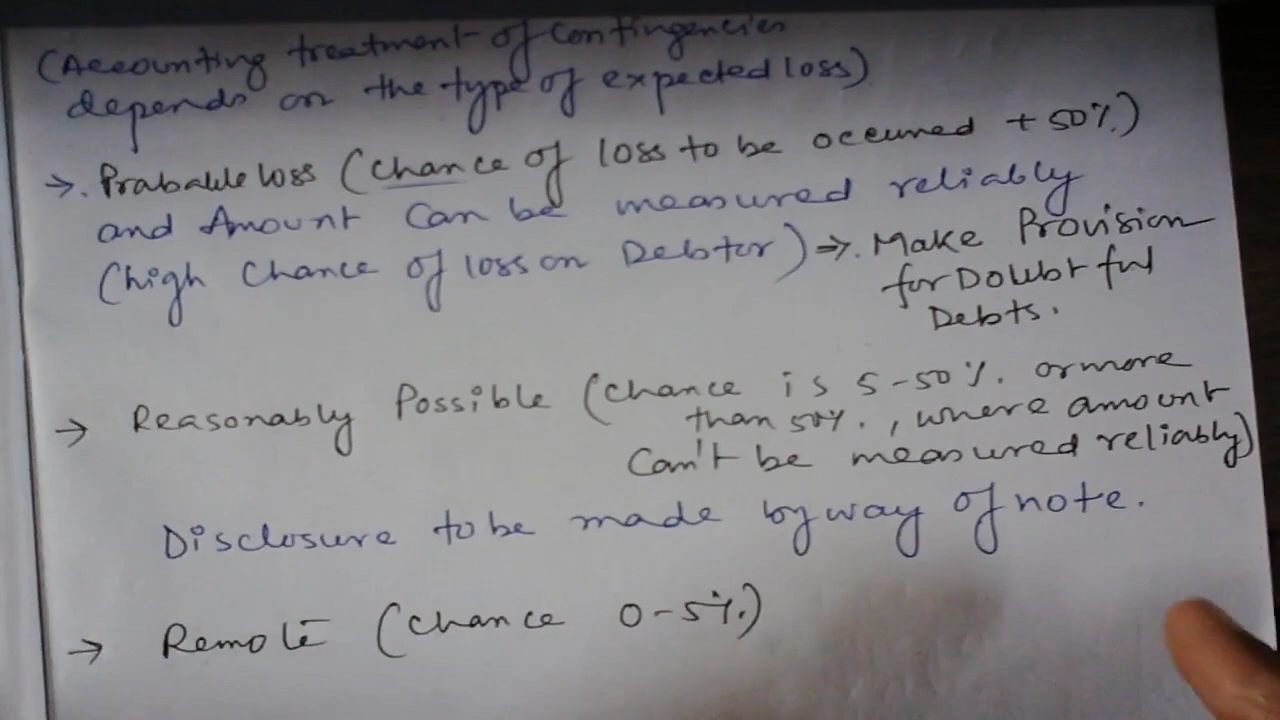 (Accounting treatment of Contingencies
depends on the type of expected loss)
→. Probable loss (Chance of loss to be occurred + 50%)
and Amount Can be measured reliably
(high Chance of loss on Debtor) ⇒. Make Provision
for Doubtful
Debts.
→ Reasonably Possible (Chance is 5-50%. or more
than 50%., where amount
Can't be measured reliably)
Disclosure to be made by way of note.
→ Remote (Chance 0-5%)